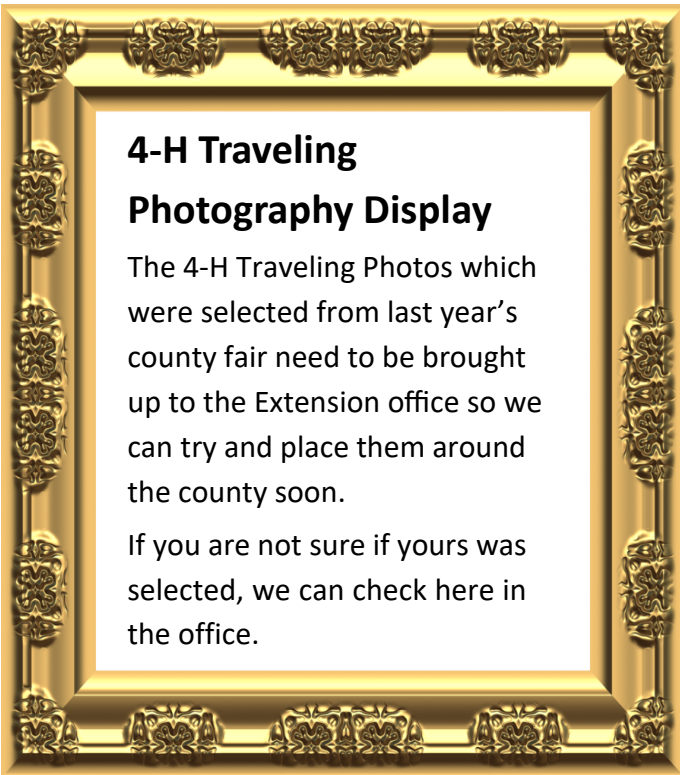 4-H Traveling
Photography Display
The 4-H Traveling Photos which
were selected from last year’s
county fair need to be brought
up to the Extension office so we
can try and place them around
the county soon.
If you are not sure if yours was
selected, we can check here in
the office.